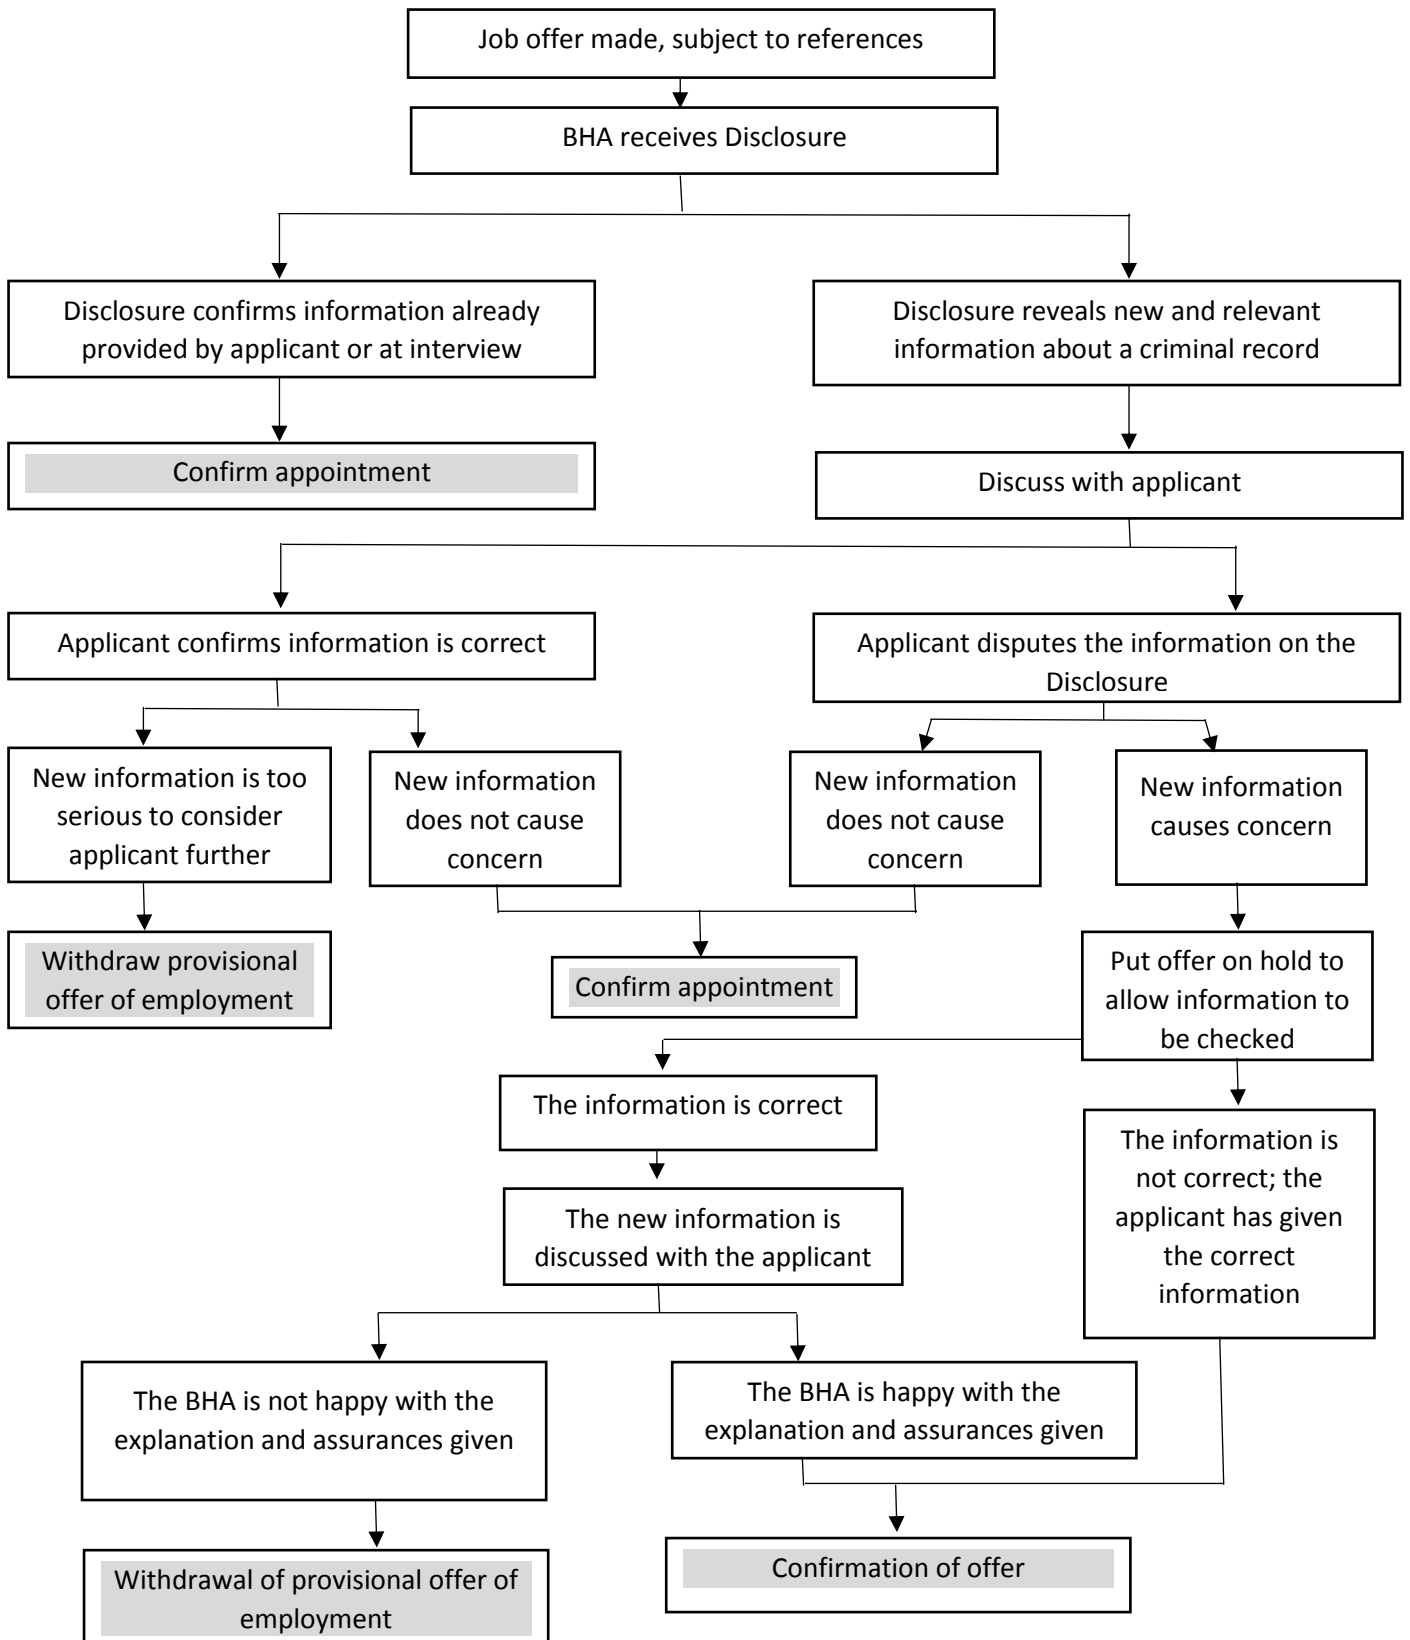 Job offer made, subject to references
BHA receives Disclosure
Disclosure confirms information already
provided by applicant or at interview
Disclosure reveals new and relevant
information about a criminal record
Confirm appointment
Discuss with applicant
Applicant confirms information is correct
Applicant disputes the information on the
Disclosure
New information is too
serious to consider
applicant further
New information
does not cause
concern
New information
does not cause
concern
New information
causes concern
Withdraw provisional
offer of employment
Confirm appointment
Put offer on hold to
allow information to
be checked
The information is correct
The information is
not correct; the
applicant has given
the correct
information
The new information is
discussed with the applicant
The BHA is not happy with the
explanation and assurances given
The BHA is happy with the
explanation and assurances given
Withdrawal of provisional offer of
employment
Confirmation of offer